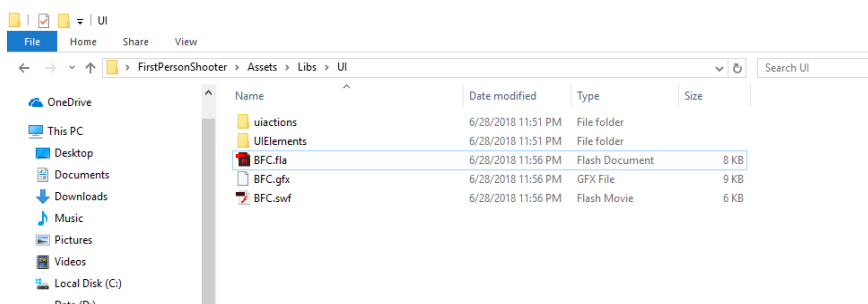 UI
File Home Share View
FirstPersonShooter > Assets > Libs > UI Search UI
Name Date modified Type Size
OneDrive
This PC
Desktop
Documents
Downloads
Music
Pictures
Videos
Local Disk (C:)
uiactions 6/28/2018 11:51 PM File folder
UIElements 6/28/2018 11:51 PM File folder
BFC.fla 6/28/2018 11:56 PM Flash Document 8 KB
BFC.gfx 6/28/2018 11:56 PM GFX File 9 KB
BFC.swf 6/28/2018 11:56 PM Flash Movie 6 KB